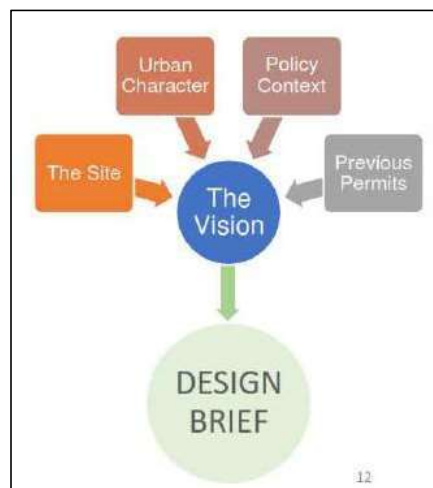 Urban
Character
Policy
Context
The Site
Previous
Permits
The
Vision
DESIGN
BRIEF
12